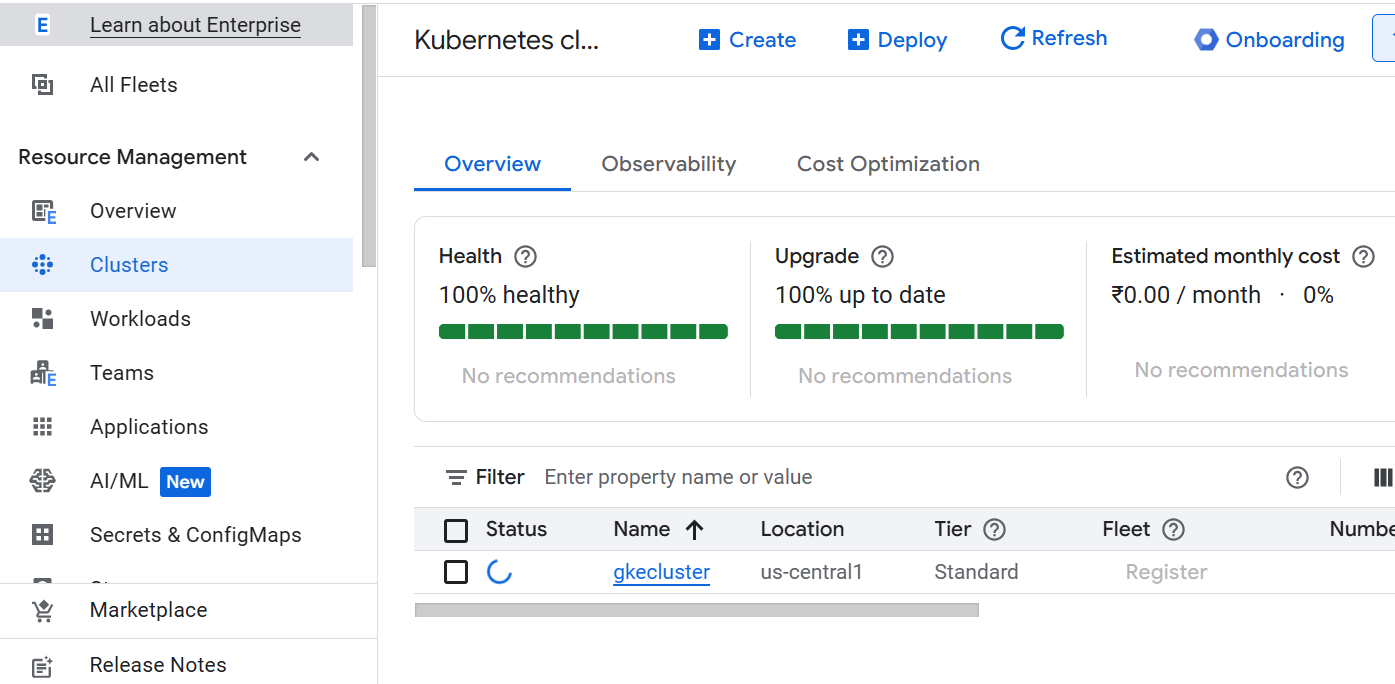 E Learn about Enterprise
All Fleets
Resource Management
E Overview
Clusters
Workloads
E Teams
Applications
AI/ML New
Secrets & ConfigMaps
Marketplace
Release Notes
Kubernetes cl... Create Deploy Refresh Onboarding
Overview Observability Cost Optimization
Health ? Upgrade ? Estimated monthly cost ?
100% healthy 100% up to date ₹0.00 / month · 0%
No recommendations No recommendations No recommendations
Filter Enter property name or value ?
Status Name Location Tier ? Fleet ? Numbe
gkecluster us-central1 Standard Register